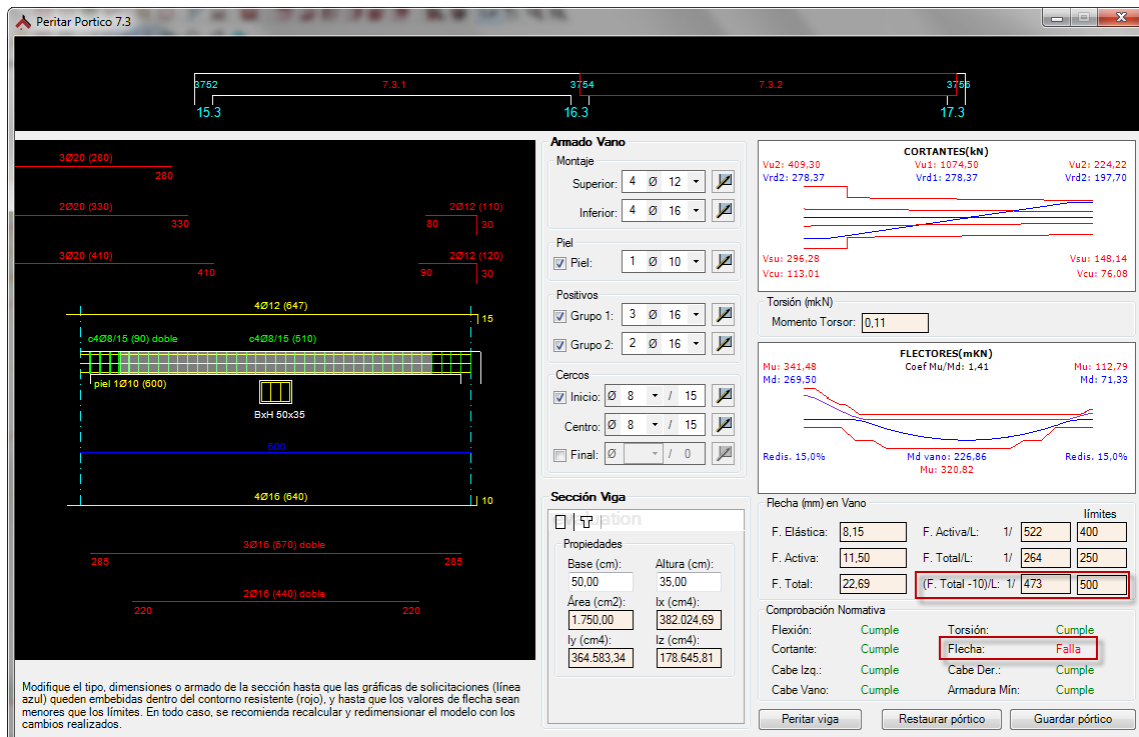 Peritar Portico 7.3
3752 7.3.1 3754 7.3.2 3756
15.3 16.3 17.3
3Ø20 (280)
280
2Ø20 (330) 2Ø12 (110)
330 80 30
3Ø20 (410) 2Ø12 (120)
410 90 30
4Ø12 (647)
15
c4Ø8/15 (90) doble c4Ø8/15 (510)
piel 1Ø10 (600)
BxH 50x35
600
4Ø16 (640)
10
3Ø16 (570) doble
285 285
2Ø16 (440) doble
220 220
Modifique el tipo, dimensiones o armado de la sección hasta que las gráficas de solicitaciones (línea
azul) queden embebidas dentro del contorno resistente (rojo), y hasta que los valores de flecha sean
menores que los límites. En todo caso, se recomienda recalcular y redimensionar el modelo con los
cambios realizados.
Armado Vano
Montaje
Superior: 4 Ø 12
Inferior: 4 Ø 16
Piel
Piel: 1 Ø 10
Positivos
Grupo 1: 3 Ø 16
Grupo 2: 2 Ø 16
Cercos
Inicio: Ø 8 / 15
Centro: Ø 8 / 15
Final: Ø / 0
Sección Viga
Propiedades
Base (cm): Altura (cm):
50,00 35,00
Área (cm2): Ix (cm4):
1.750,00 382.024,69
Iy (cm4): Iz (cm4):
364.583,34 178.645,81
CORTANTES(kN)
Vu2: 409,30 Vu1: 1074,50 Vu2: 224,22
Vrd2: 278,37 Vrd1: 278,37 Vrd2: 197,70
Vsu: 296,28 Vsu: 148,14
Vcu: 113,01 Vcu: 76,08
Torsión (mkN)
Momento Torsor: 0,11
FLECTORES(mKN)
Mu: 341,48 Coef Mu/Md: 1,41 Mu: 112,79
Md: 269,50 Md: 71,33
Redis. 15,0% Md vano: 226,86 Redis. 15,0%
Mu: 320,82
Flecha (mm) en Vano
límites
F. Elástica: 8,15 F. Activa/L: 1/ 522 400
F. Activa: 11,50 F. Total/L: 1/ 264 250
F. Total: 22,69 (F. Total -10)/L: 1/ 473 500
Comprobación Normativa
Flexión: Cumple Torsión: Cumple
Cortante: Cumple Flecha: Falla
Cabe Izq.: Cumple Cabe Der.: Cumple
Cabe Vano: Cumple Armadura Mín: Cumple
Peritar viga Restaurar pórtico Guardar pórtico